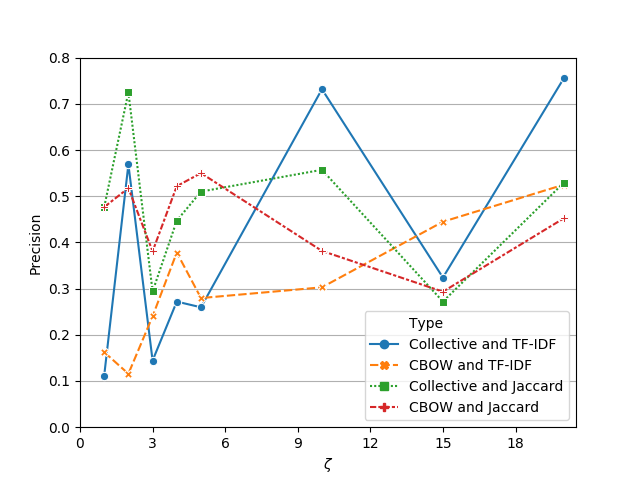 0.8
0.7
0.6
0.5
0.4
0.3
0.2
0.1
0.0
Precision
0
3
6
9
12
15
18
ζ
Type
Collective and TF-IDF
CBOW and TF-IDF
Collective and Jaccard
CBOW and Jaccard